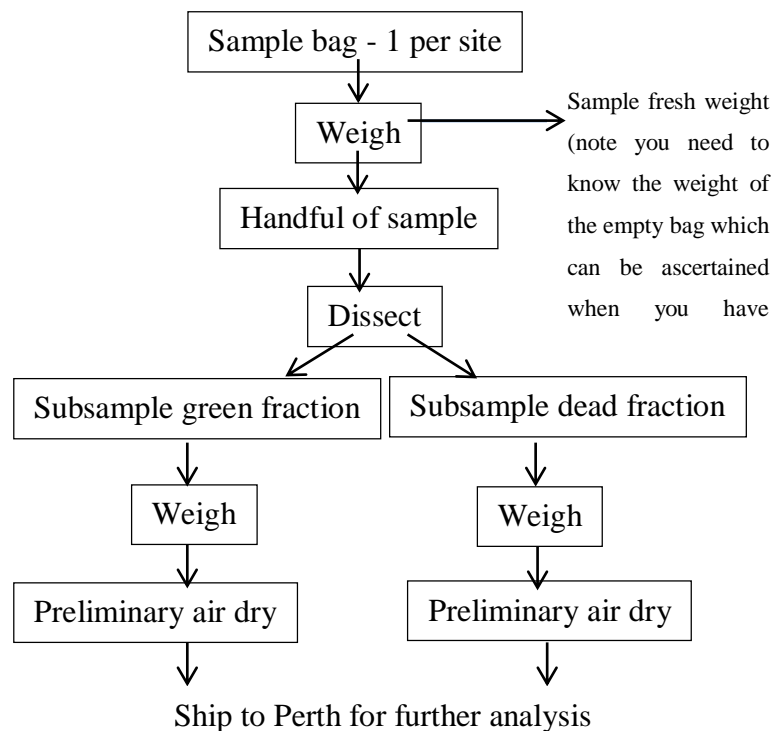 Sample bag - 1 per site
Weigh
Sample fresh weight
(note you need to
know the weight of
the empty bag which
can be ascertained
when you have
Handful of sample
Dissect
Subsample green fraction
Subsample dead fraction
Weigh
Weigh
Preliminary air dry
Preliminary air dry
Ship to Perth for further analysis